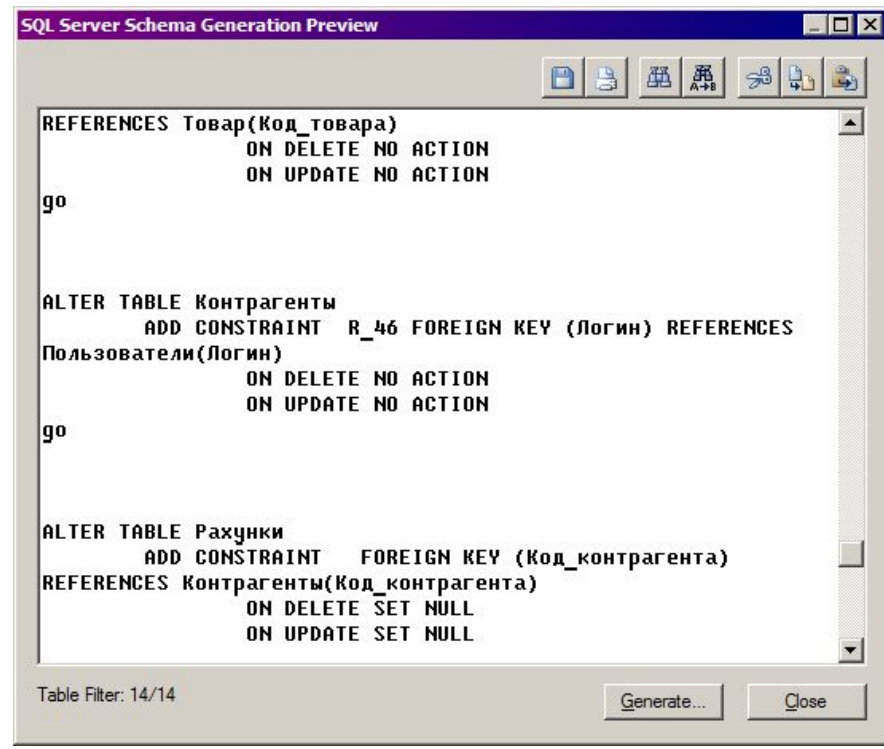 SQL Server Schema Generation Preview
A→B
REFERENCES Товар(Код_товара)
ON DELETE NO ACTION
ON UPDATE NO ACTION
go
ALTER TABLE Контрагенты
ADD CONSTRAINT R_46 FOREIGN KEY (Логин) REFERENCES
Пользователи(Логин)
ON DELETE NO ACTION
ON UPDATE NO ACTION
go
ALTER TABLE Рахунки
ADD CONSTRAINT FOREIGN KEY (Код_контрагента)
REFERENCES Контрагенты(Код_контрагента)
ON DELETE SET NULL
ON UPDATE SET NULL
Table Filter: 14/14
Generate...
Close